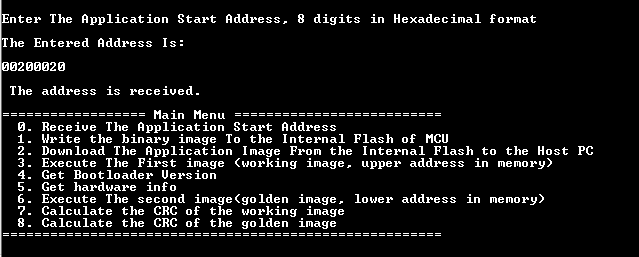 Enter The Application Start Address, 8 digits in Hexadecimal format
The Entered Address Is:
00200020
The address is received.
=================== Main Menu ===========================
0. Receive The Application Start Address
1. Write the binary image To the Internal Flash of MCU
2. Download The Application Image From the Internal Flash to the Host PC
3. Execute The First image (working image, upper address in memory)
4. Get Bootloader Version
5. Get hardware info
6. Execute The second image(golden image, lower address in memory)
7. Calculate the CRC of the working image
8. Calculate the CRC of the golden image
==========================================================